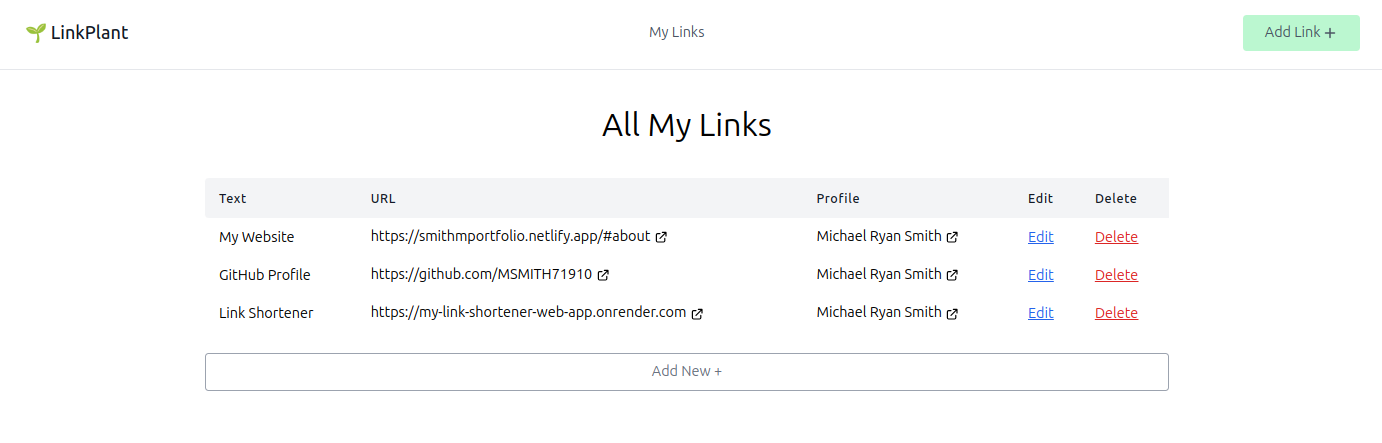 LinkPlant My Links Add Link +
All My Links
Text URL Profile Edit Delete
My Website https://smithmportfolio.netlify.app/#about Michael Ryan Smith Edit Delete
GitHub Profile https://github.com/MSMITH71910 Michael Ryan Smith Edit Delete
Link Shortener https://my-link-shortener-web-app.onrender.com Michael Ryan Smith Edit Delete
Add New +